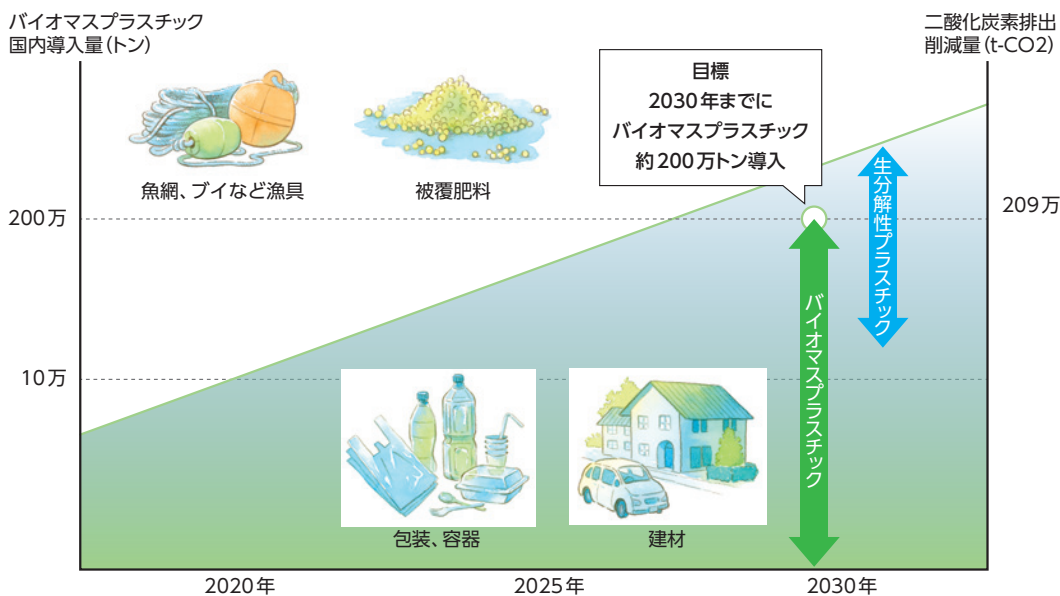 バイオマスプラスチック
国内導入量(トン)
二酸化炭素排出
削減量(t-CO2)
目標
2030年までに
バイオマスプラスチック
約200万トン導入
魚網、ブイなど漁具
被覆肥料
200万
209万
生分解性プラスチック
バイオマスプラスチック
10万
包装、容器
建材
2020年
2025年
2030年